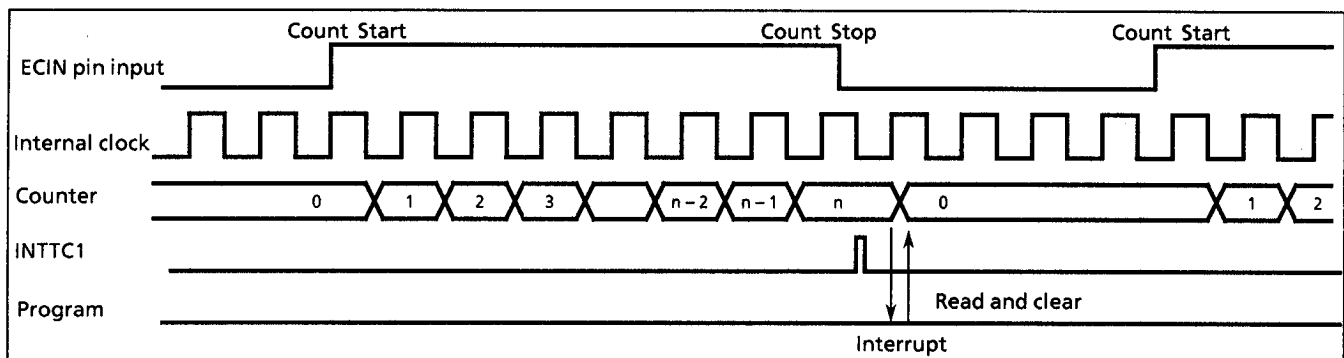 Count Start Count Stop Count Start
ECIN pin input
Internal clock
Counter 0 1 2 3 n – 2 n – 1 n 0 1 2
INTTC1
Program Read and clear
Interrupt